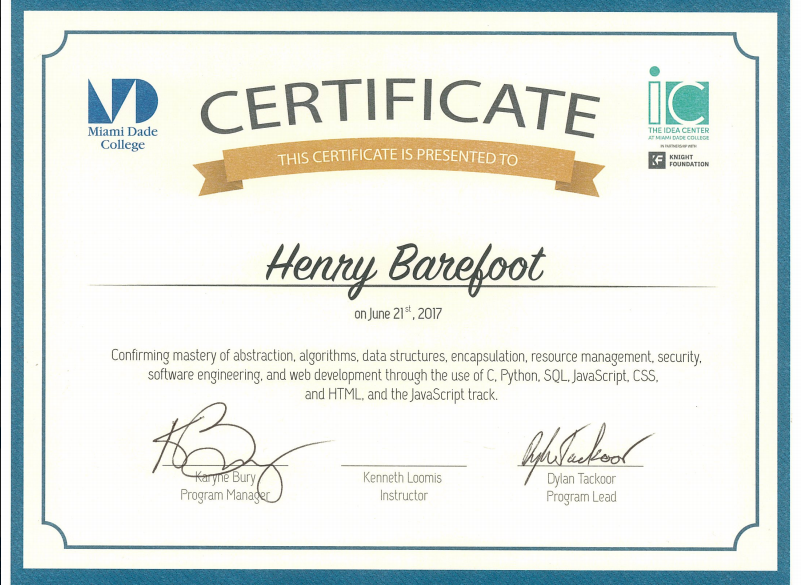 Miami Dade
College
CERTIFICATE
THIS CERTIFICATE IS PRESENTED TO
iC
THE IDEA CENTER
AT MIAMI DADE COLLEGE
IN PARTNERSHIP WITH
KF KNIGHT
FOUNDATION
Henry Barefoot
on June 21st, 2017
Confirming mastery of abstraction, algorithms, data structures, encapsulation, resource management, security,
software engineering, and web development through the use of C, Python, SQL, JavaScript, CSS,
and HTML, and the JavaScript track.
Karyne Bury
Program Manager
Kenneth Loomis
Instructor
Dylan Tackoor
Dylan Tackoor
Program Lead